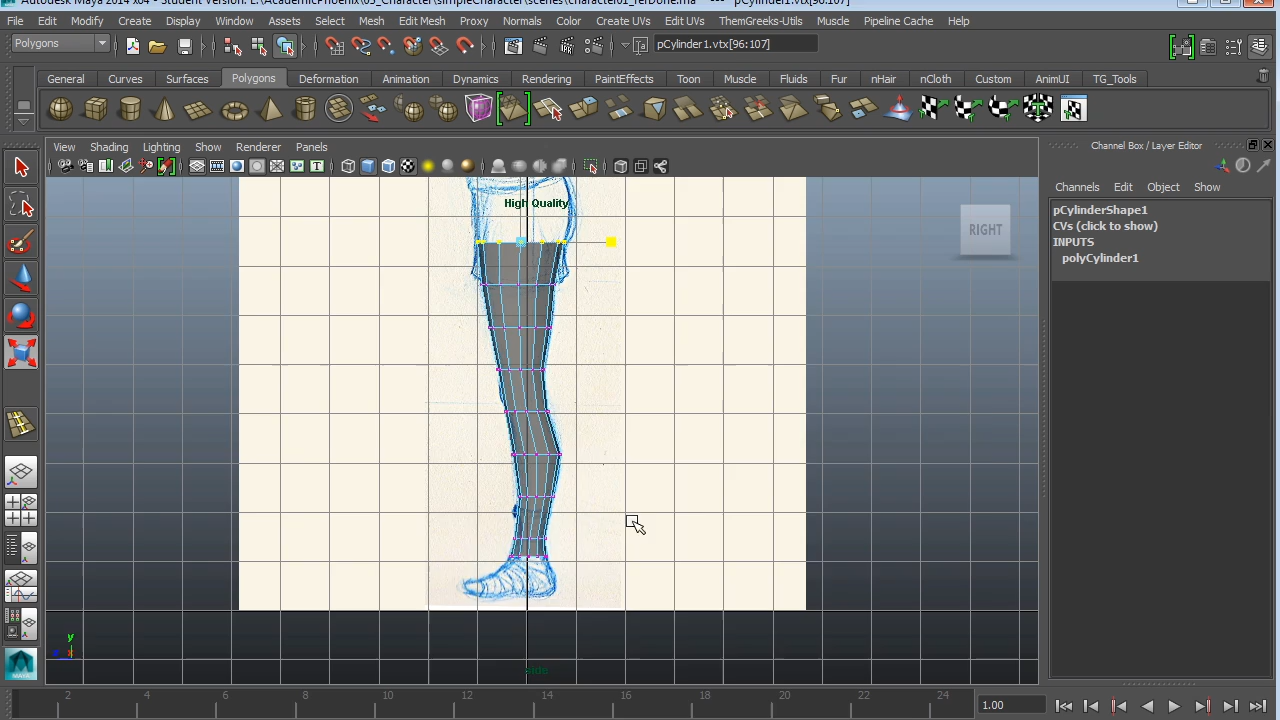 Autodesk Maya 2014 x64 - Student Version: E:\AcademicPhoenix\05_Character\simpleCharacter\scenes\character01_refDone.ma* --- pCylinder1.vtx[96:107]
File Edit Modify Create Display Window Assets Select Mesh Edit Mesh Proxy Normals Color Create UVs Edit UVs ThemGreeks-Utils Muscle Pipeline Cache Help
Polygons pCylinder1.vtx[96:107]
General Curves Surfaces Polygons Deformation Animation Dynamics Rendering PaintEffects Toon Muscle Fluids Fur nHair nCloth Custom AnimUI TG_Tools
View Shading Lighting Show Renderer Panels
Channel Box / Layer Editor
Channels Edit Object Show
High Quality
RIGHT
pCylinderShape1
CVs (click to show)
INPUTS
polyCylinder1
y
side
MAYA
2 4 6 8 10 12 14 16 18 20 22 24 1.00